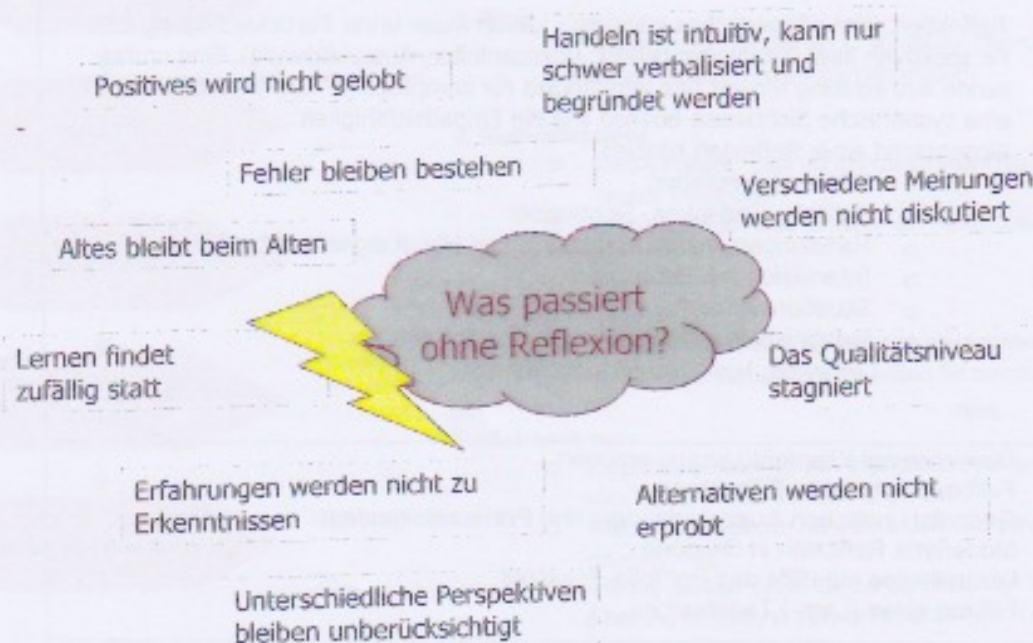 Handeln ist intuitiv, kann nur
schwer verbalisiert und
begründet werden
Positives wird nicht gelobt
Fehler bleiben bestehen
Verschiedene Meinungen
werden nicht diskutiert
Altes bleibt beim Alten
Was passiert
ohne Reflexion?
Lernen findet
zufällig statt
Das Qualitätsniveau
stagniert
Erfahrungen werden nicht zu
Erkenntnissen
Alternativen werden nicht
erprobt
Unterschiedliche Perspektiven
bleiben unberücksichtigt